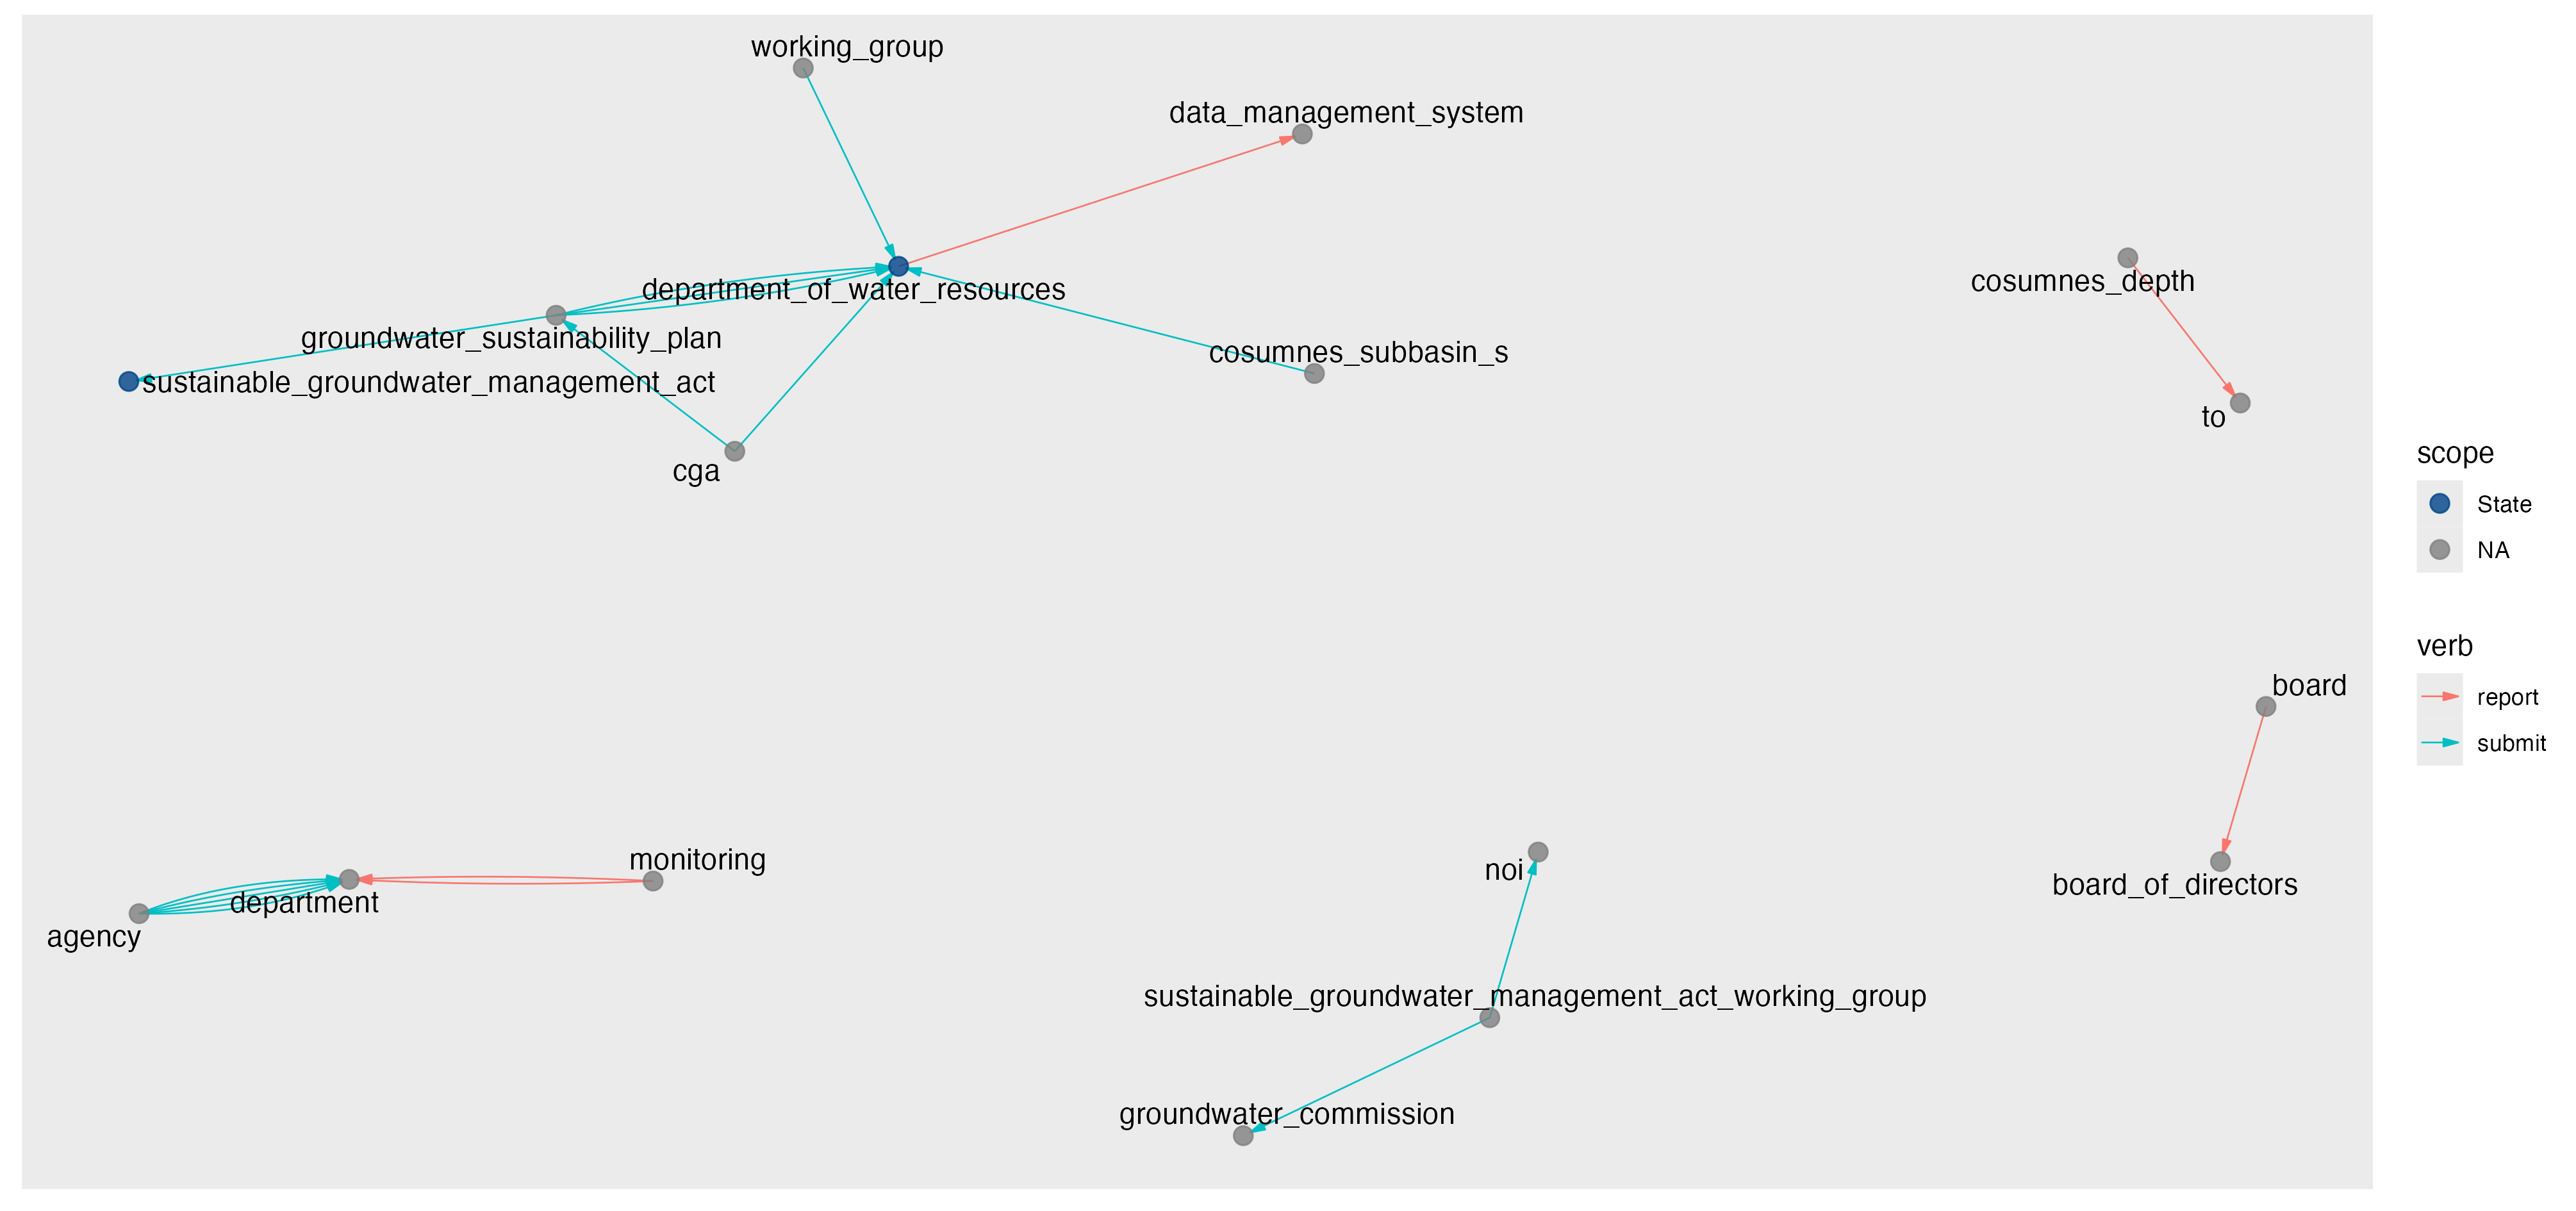 working_group
data_management_system
cosumnes_depth
department_of_water_resources
groundwater_sustainability_plan
cosumnes_subbasin_s
sustainable_groundwater_management_act
to
cga
scope
State
NA
verb
report
submit
board
monitoring
noi
board_of_directors
department
agency
sustainable_groundwater_management_act_working_group
groundwater_commission